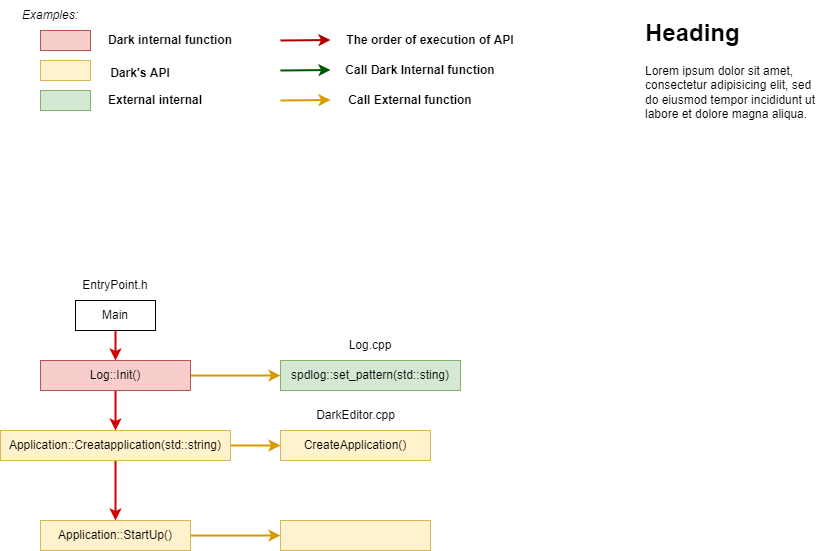 Examples:
Dark internal function
The order of execution of API
Dark's API
Call Dark Internal function
External internal
Call External function
Heading
Lorem ipsum dolor sit amet,
consectetur adipisicing elit, sed
do eiusmod tempor incididunt ut
labore et dolore magna aliqua.
EntryPoint.h
Main
Log.cpp
Log::Init()
spdlog::set_pattern(std::sting)
DarkEditor.cpp
Application::Creatapplication(std::string)
CreateApplication()
Application::StartUp()